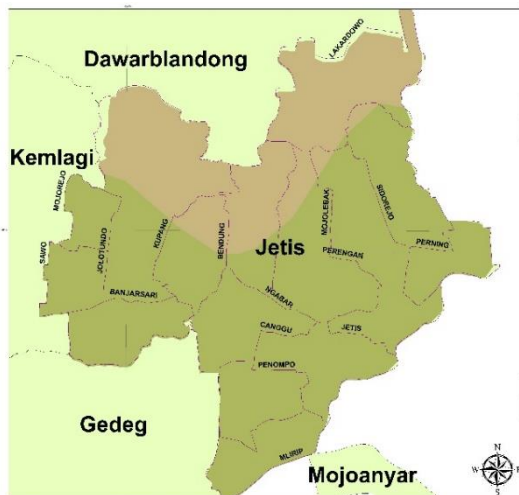 LAKARDOWO
Dawarblandong
Kemlagi
MOJOREJO
SAWO
JOLOTUNDO
KUPANG
BENDUNG
MOJOLEBAK
SIDOREJO
Jetis
PERNING
PERENGAN
BANJARSARI
NGABAR
CANGGU
JETIS
PENOMPO
Gedeg
MLIRIP
Mojoanyar
N
W
E
S